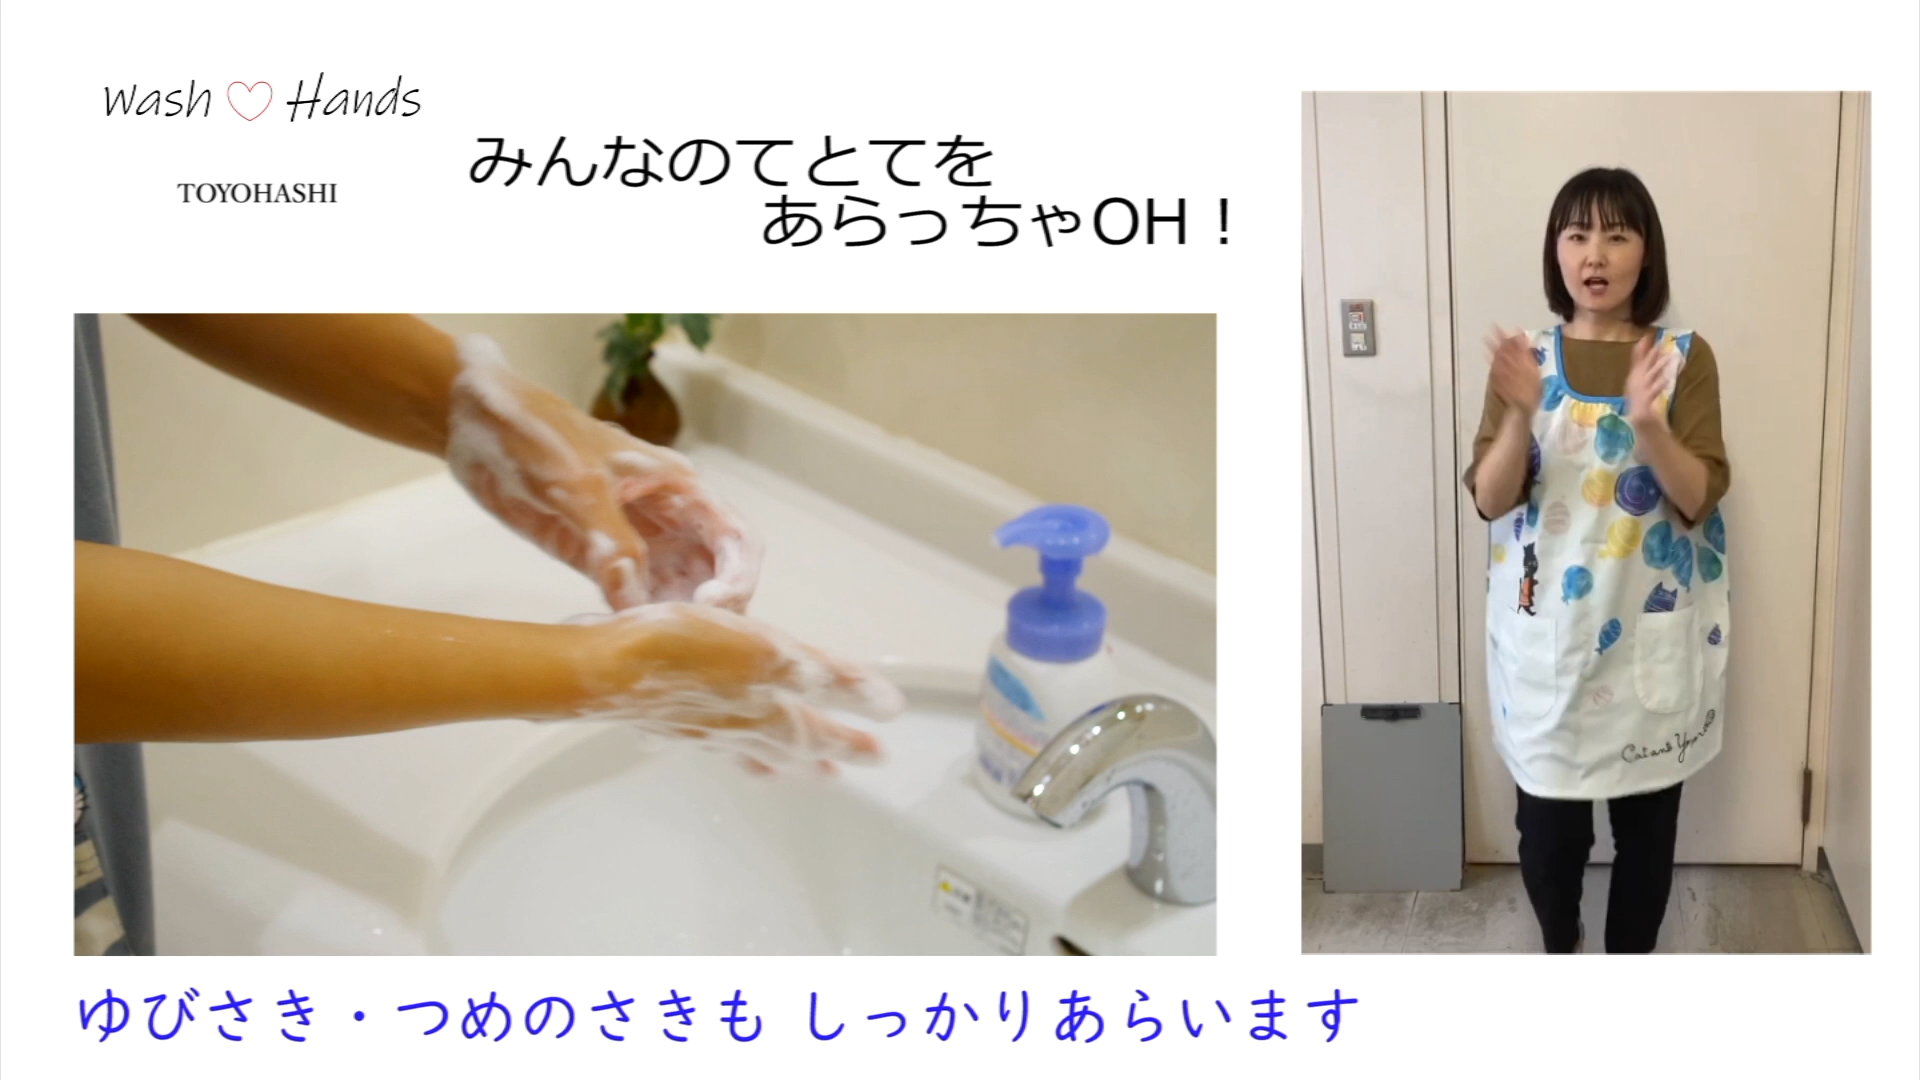 Wash ♡ Hands
TOYOHASHI
みんなのてとてを
あらっちゃOH！
ゆびさき・つめのさきも しっかりあらいます